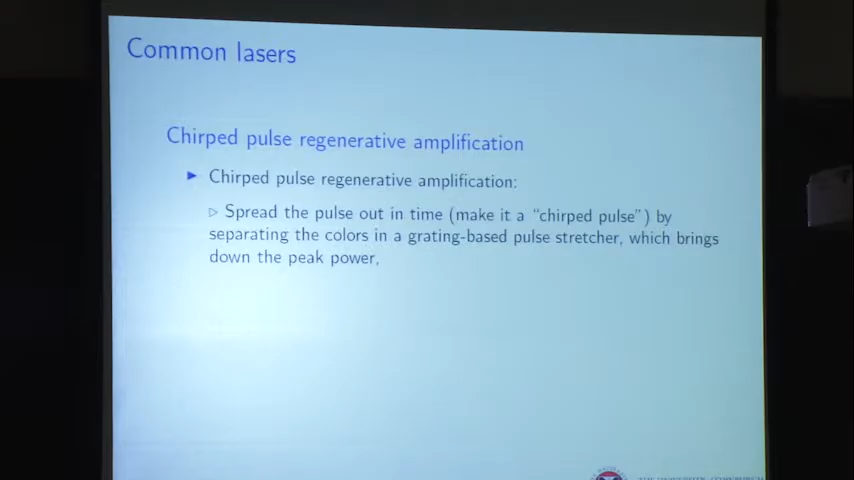 Common lasers
Chirped pulse regenerative amplification
▶ Chirped pulse regenerative amplification:
▷ Spread the pulse out in time (make it a “chirped pulse”) by
separating the colors in a grating-based pulse stretcher, which brings
down the peak power,